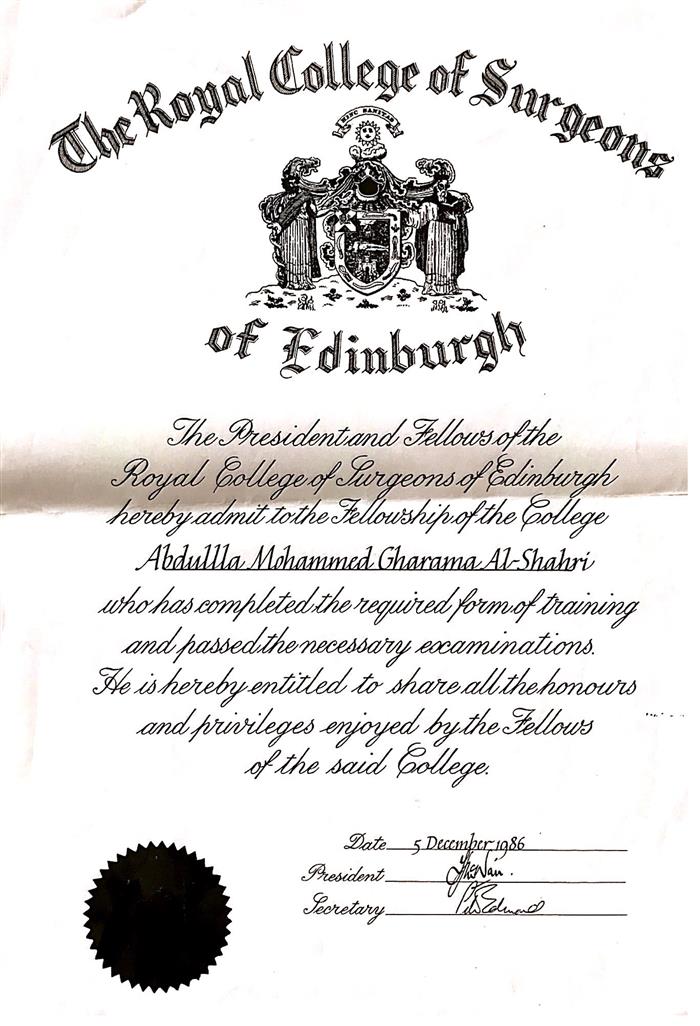 The Royal College of Surgeons
HINC SANITAS
of Edinburgh
The President and Fellows of the
Royal College of Surgeons of Edinburgh
hereby admit to the Fellowship of the College
Abdullla Mohammed Gharama Al-Shahri
who has completed the required form of training
and passed the necessary examinations.
He is hereby entitled to share all the honours
and privileges enjoyed by the Fellows
of the said College.
Date 5 December 1986
President
Secretary